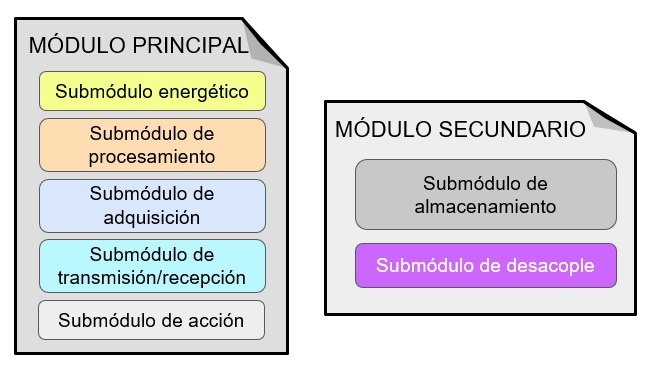 MÓDULO PRINCIPAL
Submódulo energético
Submódulo de
procesamiento
Submódulo de
adquisición
Submódulo de
transmisión/recepción
Submódulo de acción
MÓDULO SECUNDARIO
Submódulo de
almacenamiento
Submódulo de desacople